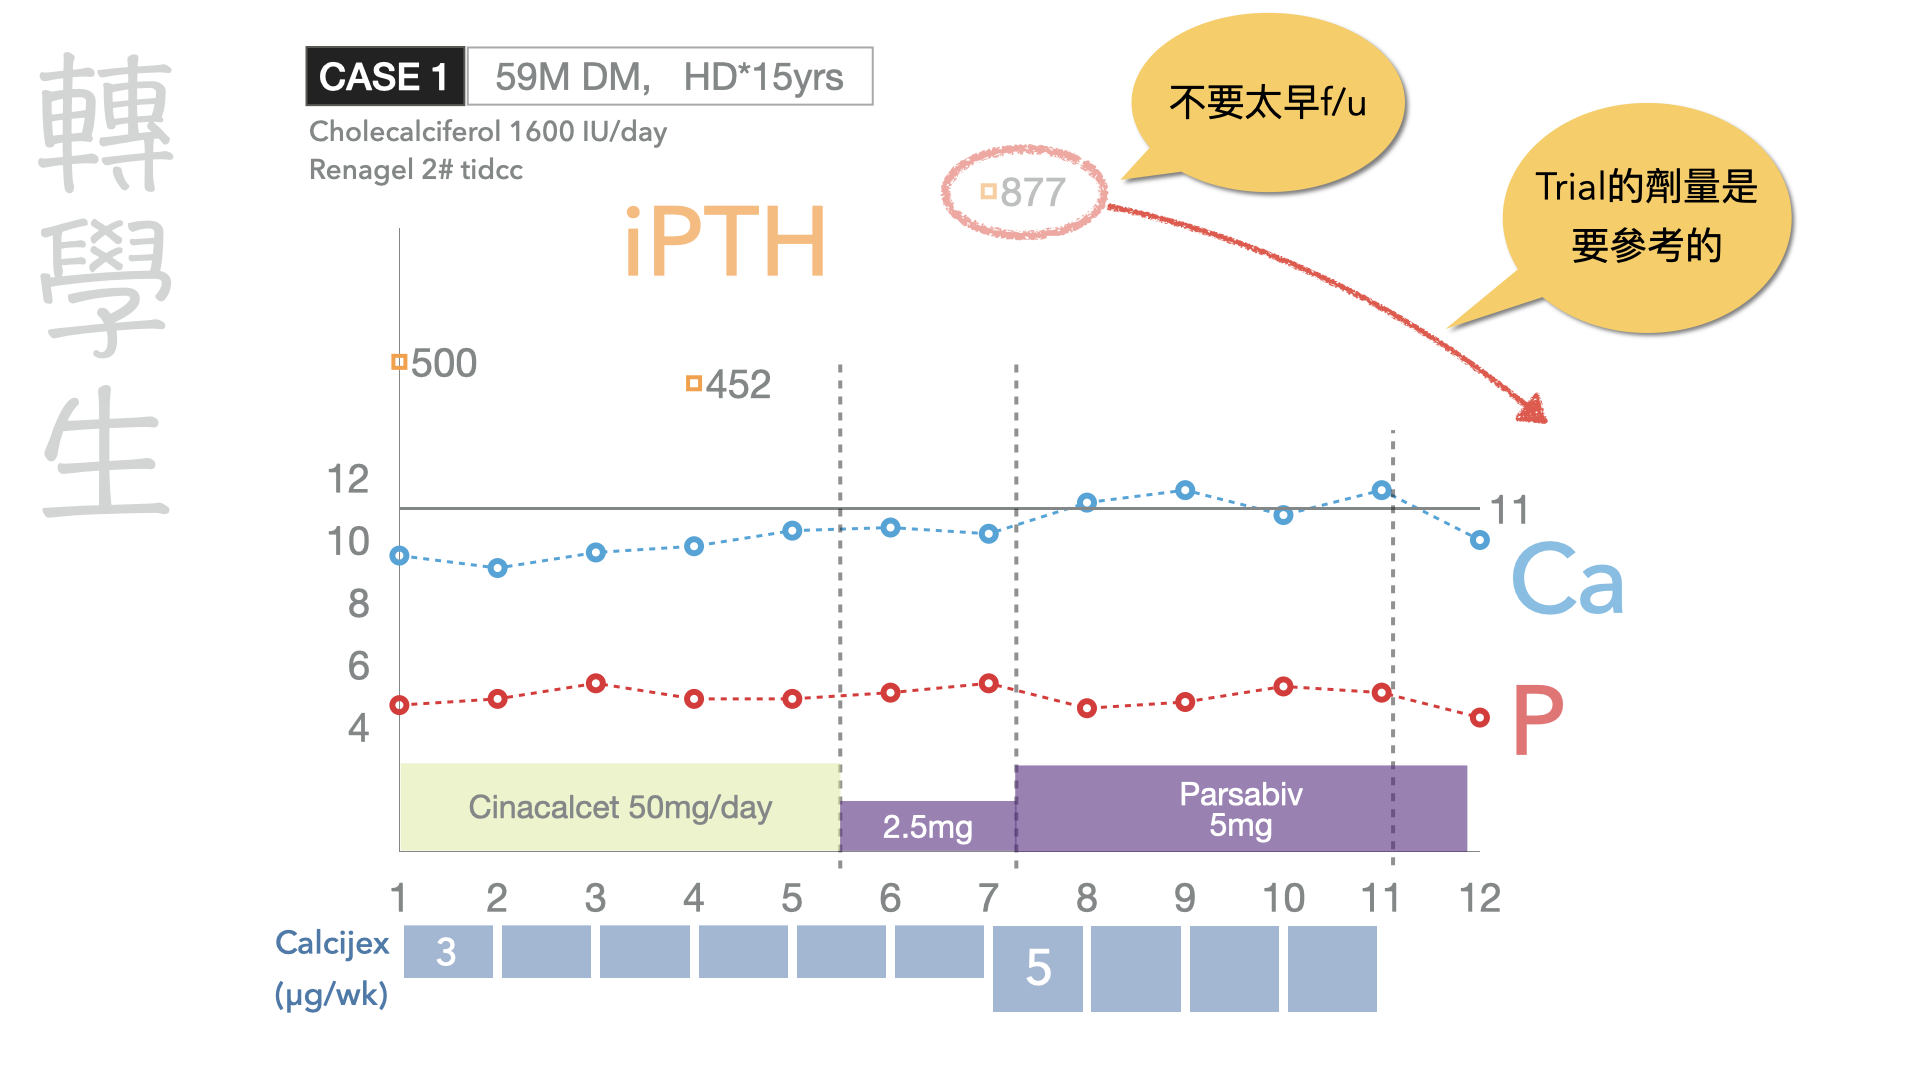 轉學生
CASE 1 59M DM, HD*15yrs
Cholecalciferol 1600 IU/day
Renagel 2# tidcc
不要太早f/u
Trial的劑量是
要參考的
iPTH
877
500
452
12
10
8
6
4
11
Ca
P
Cinacalcet 50mg/day
2.5mg
Parsabiv
5mg
1 2 3 4 5 6 7 8 9 10 11 12
Calcijex
(µg/wk)
3
5